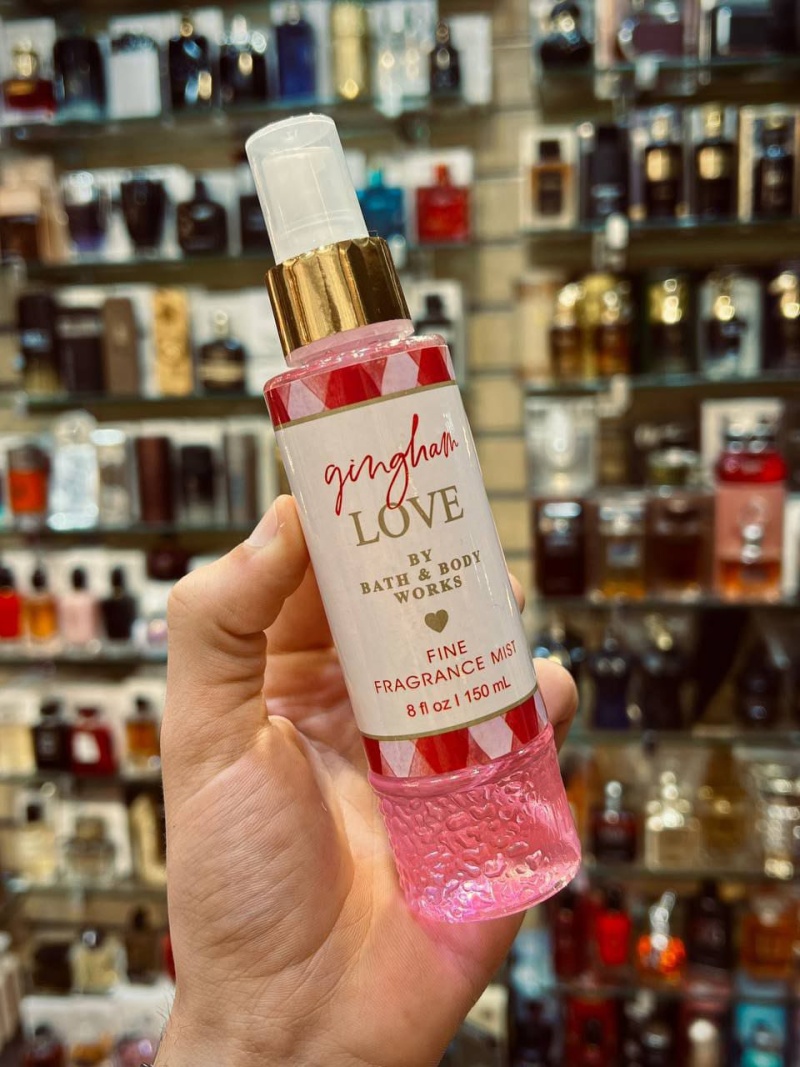 gingham
LOVE
BY
BATH & BODY
WORKS
FINE
FRAGRANCE MIST
8 fl oz I 150 mL